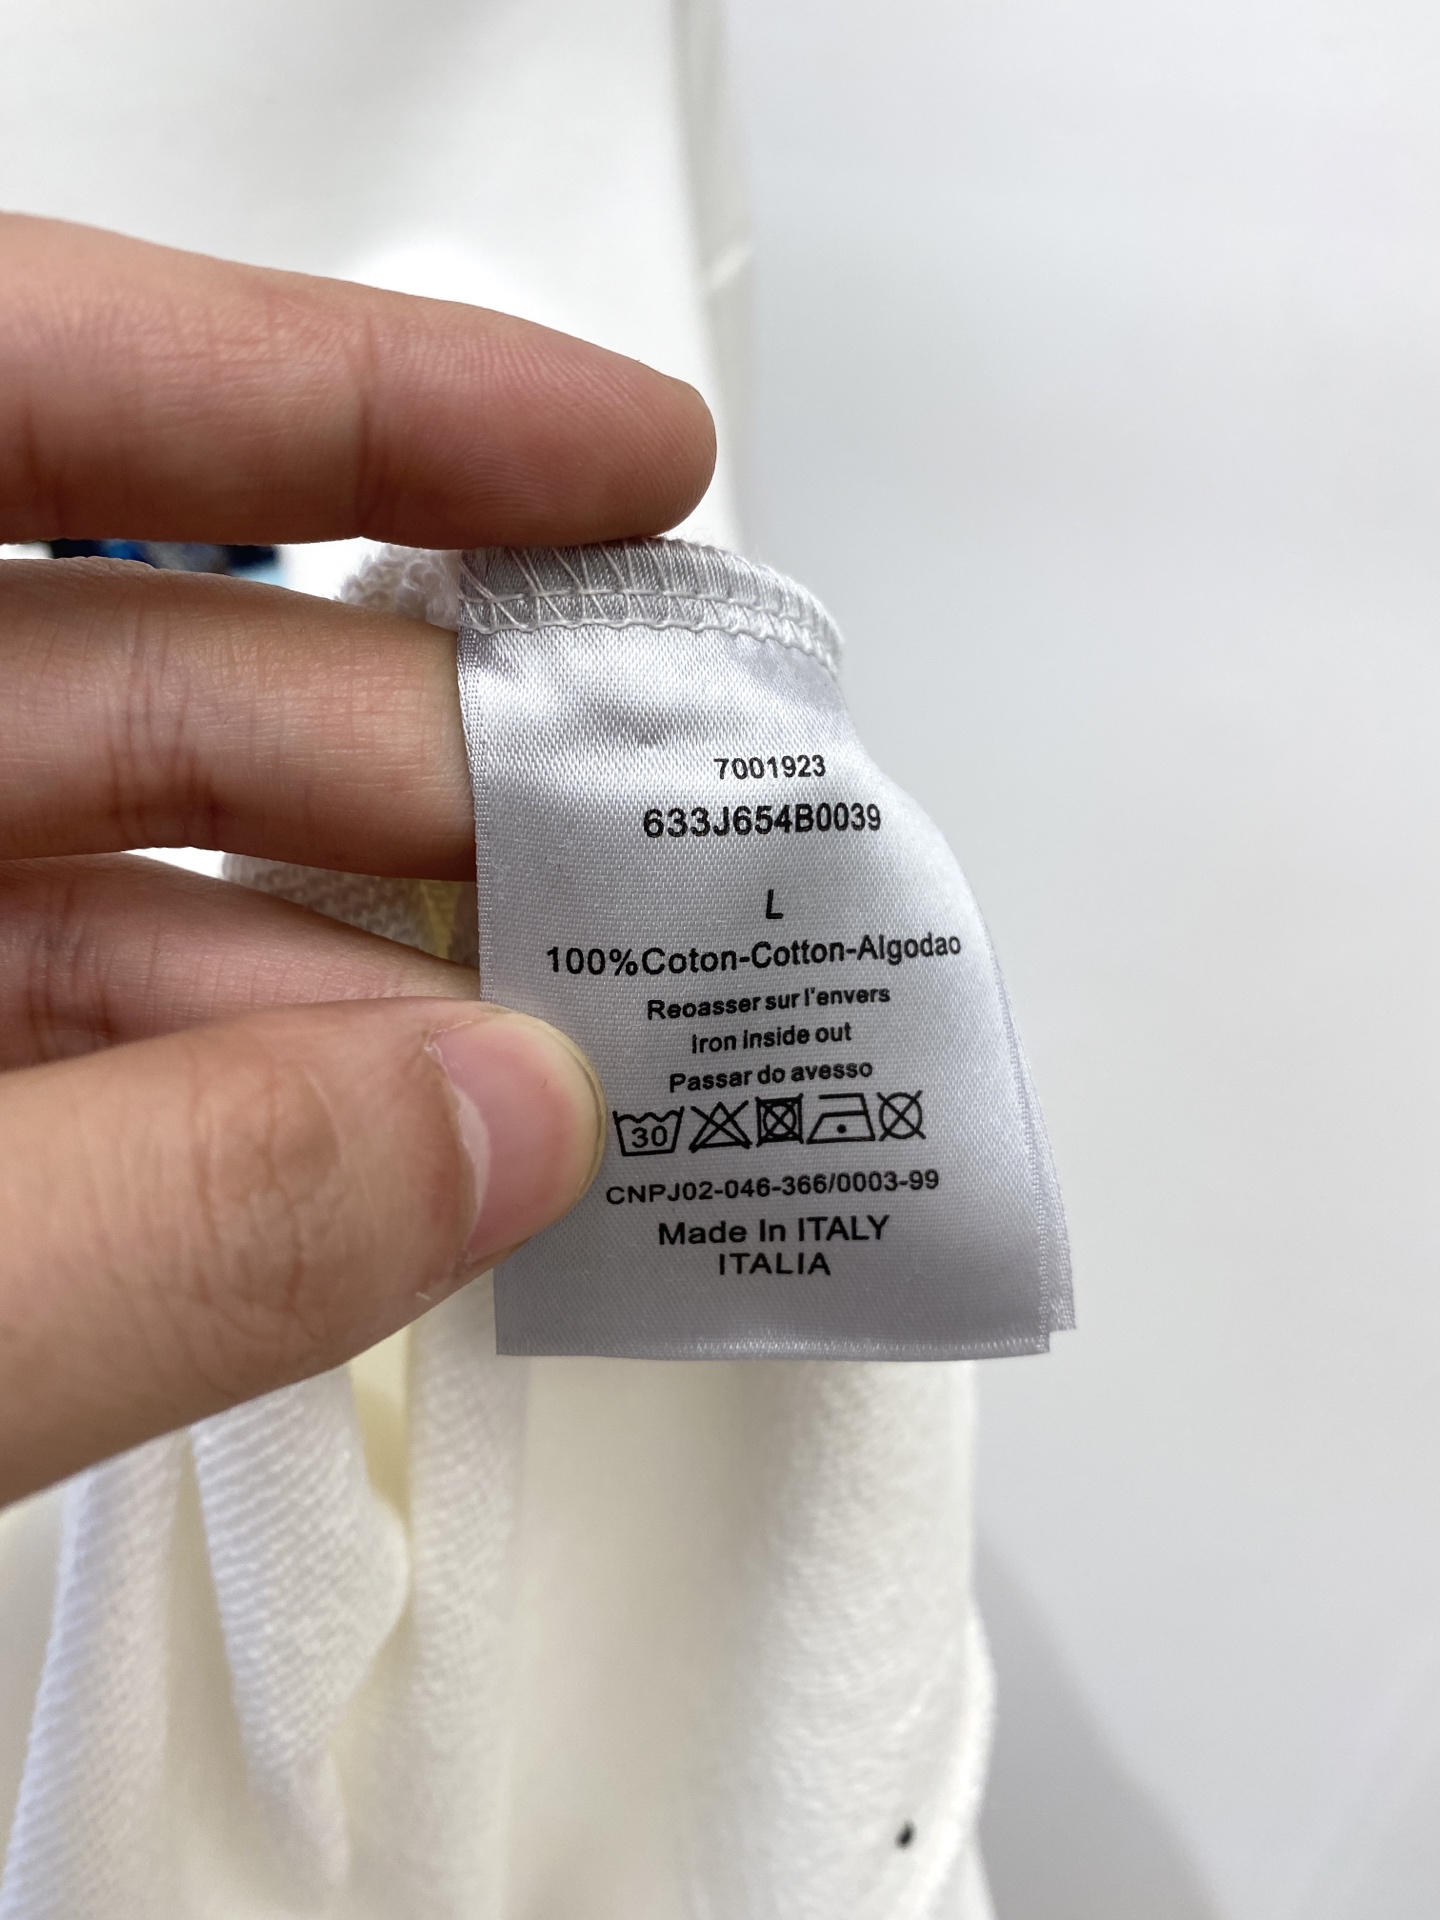 7001923
633J654B0039
L
100%Coton-Cotton-Algodao
Reoasser sur l'envers
Iron inside out
Passar do avesso
30
CNPJ02-046-366/0003-99
Made In ITALY
ITALIA